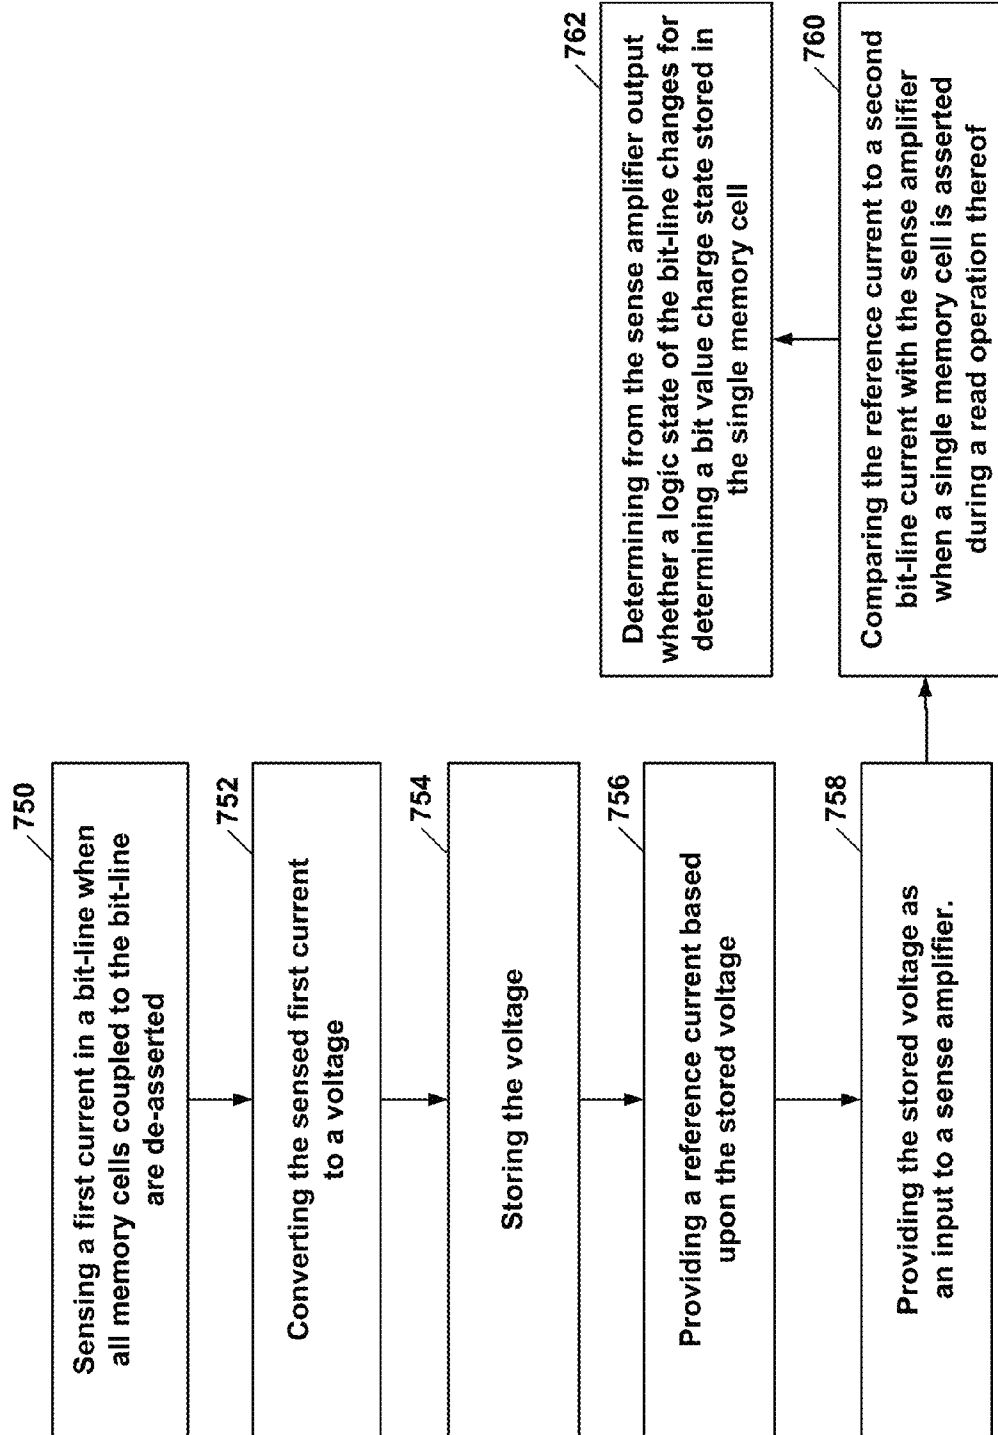 750
Sensing a first current in a bit-line when
all memory cells coupled to the bit-line
are de-asserted
752
Converting the sensed first current
to a voltage
754
Storing the voltage
756
Providing a reference current based
upon the stored voltage
758
Providing the stored voltage as
an input to a sense amplifier.
760
Comparing the reference current to a second
bit-line current with the sense amplifier
when a single memory cell is asserted
during a read operation thereof
762
Determining from the sense amplifier output
whether a logic state of the bit-line changes for
determining a bit value charge state stored in
the single memory cell